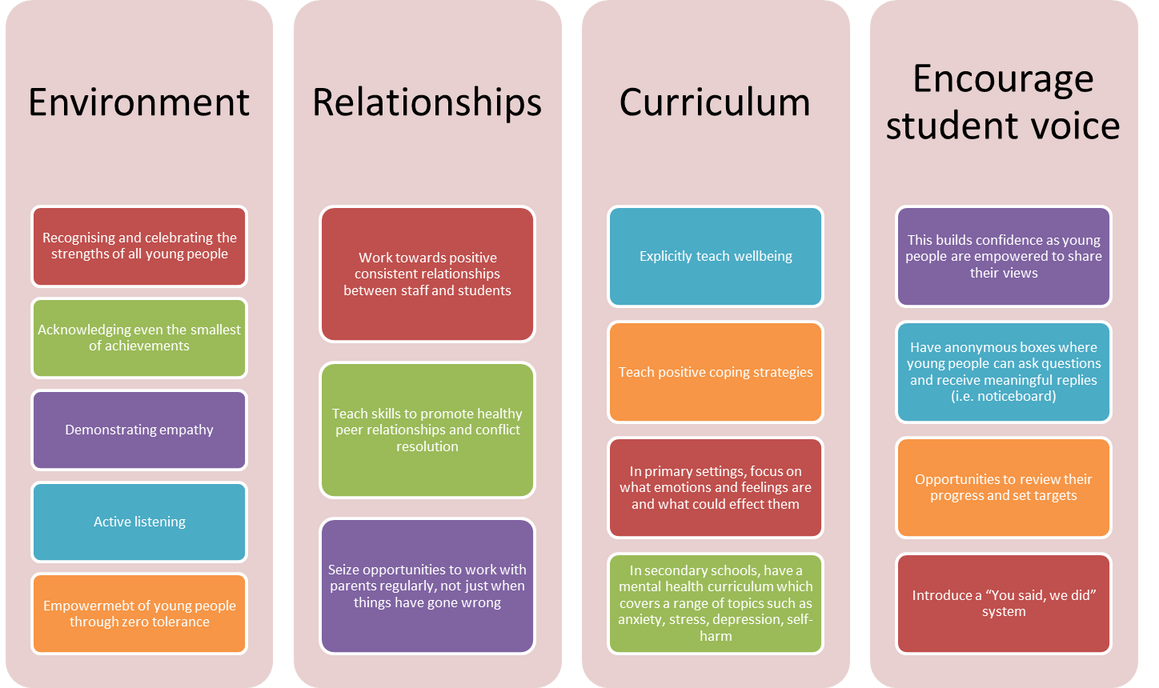 Environment
Recognising and celebrating the
strengths of all young people
Acknowledging even the smallest
of achievements
Demonstrating empathy
Active listening
Empowermebt of young people
through zero tolerance
Relationships
Work towards positive
consistent relationships
between staff and students
Teach skills to promote healthy
peer relationships and conflict
resolution
Seize opportunities to work with
parents regularly, not just when
things have gone wrong
Curriculum
Explicitly teach wellbeing
Teach positive coping strategies
In primary settings, focus on
what emotions and feelings are
and what could effect them
In secondary schools, have a
mental health curriculum which
covers a range of topics such as
anxiety, stress, depression, self-
harm
Encourage
student voice
This builds confidence as young
people are empowered to share
their views
Have anonymous boxes where
young people can ask questions
and receive meaningful replies
(i.e. noticeboard)
Opportunities to review their
progress and set targets
Introduce a “You said, we did”
system